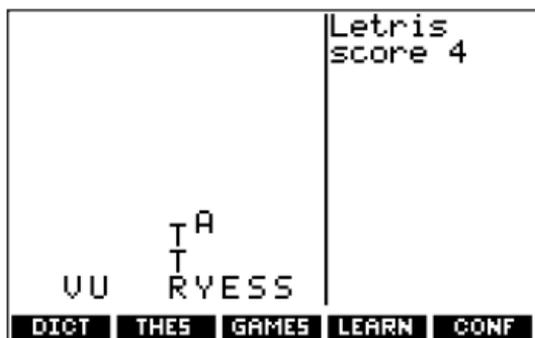 Letris
score 4
A
T
T
VU RYESS
DICT THES GAMES LEARN CONF